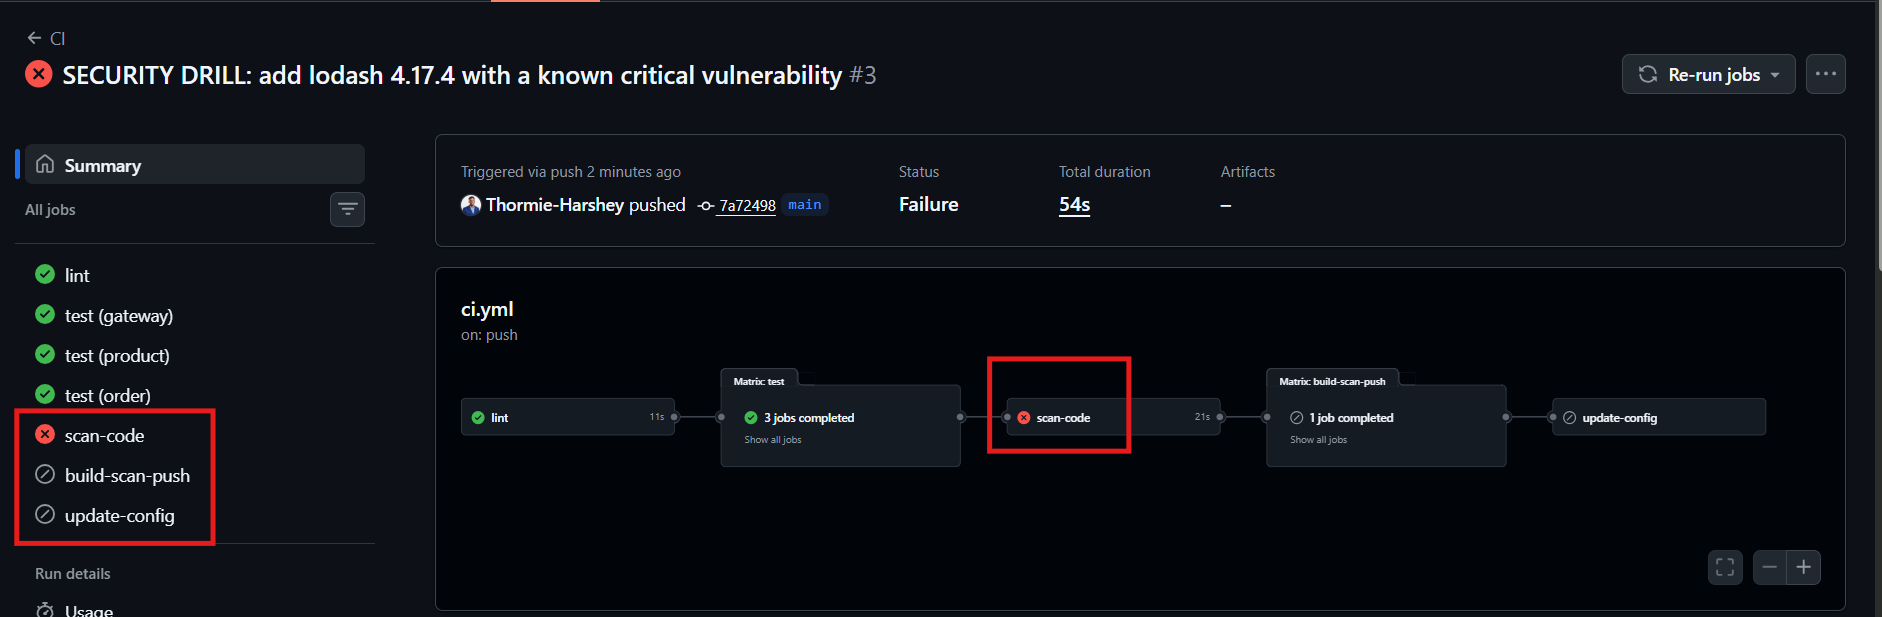 CI
SECURITY DRILL: add lodash 4.17.4 with a known critical vulnerability #3
Re-run jobs
Summary
All jobs
lint
test (gateway)
test (product)
test (order)
scan-code
build-scan-push
update-config
Run details
Usage
Triggered via push 2 minutes ago
Thormie-Harshey pushed 7a72498 main
Status
Failure
Total duration
54s
Artifacts
–
ci.yml
on: push
lint 11s
Matrix: test
3 jobs completed
Show all jobs
scan-code 21s
Matrix: build-scan-push
1 job completed
Show all jobs
update-config